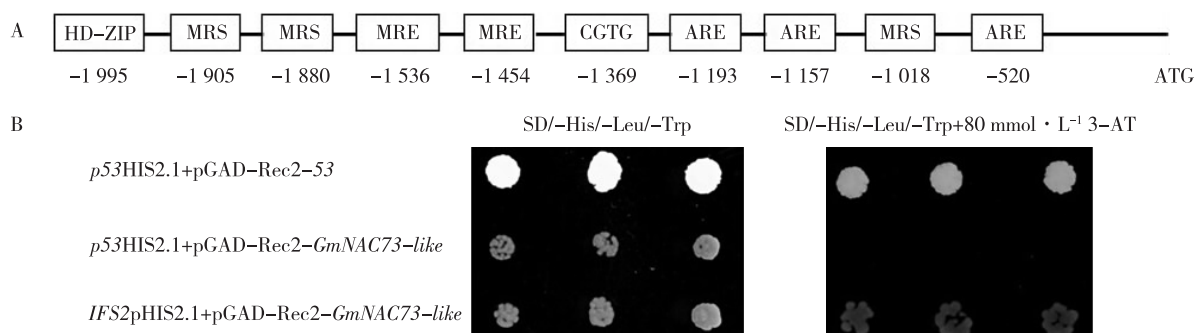 A HD-ZIP MRS MRS MRE MRE CGTG ARE ARE MRS ARE
-1 995 -1 905 -1 880 -1 536 -1 454 -1 369 -1 193 -1 157 -1 018 -520 ATG
B SD/-His/-Leu/-Trp SD/-His/-Leu/-Trp+80 mmol·L⁻¹ 3-AT
p53HIS2.1+pGAD-Rec2-53
p53HIS2.1+pGAD-Rec2-GmNAC73-like
IFS2pHIS2.1+pGAD-Rec2-GmNAC73-like